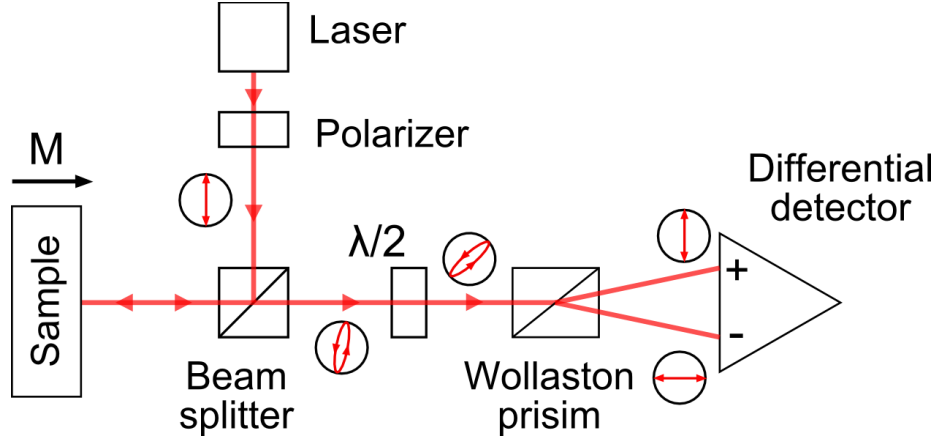 Laser
Polarizer
M
Differential
detector
λ/2
+
-
Sample
Beam
splitter
Wollaston
prisim